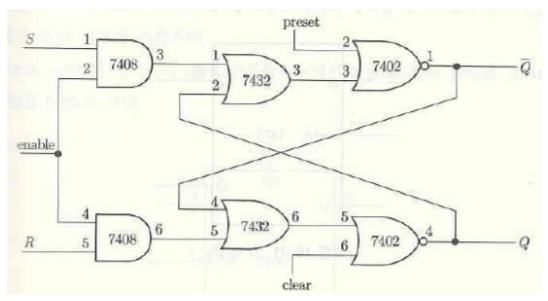 preset
S 1 2 7408 3 1 2 7432 3 2 3 7402 1 Q̅
enable
R 4 5 7408 6 4 5 7432 6 5 6 7402 4 Q
clear